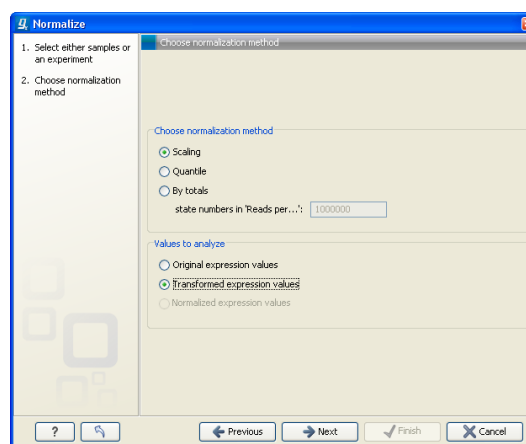 Normalize
1. Select either samples or
an experiment
2. Choose normalization
method
Choose normalization method
Choose normalization method
Scaling
Quantile
By totals
state numbers in 'Reads per...': 1000000
Values to analyze
Original expression values
Transformed expression values
Normalized expression values
? Previous Next Finish Cancel